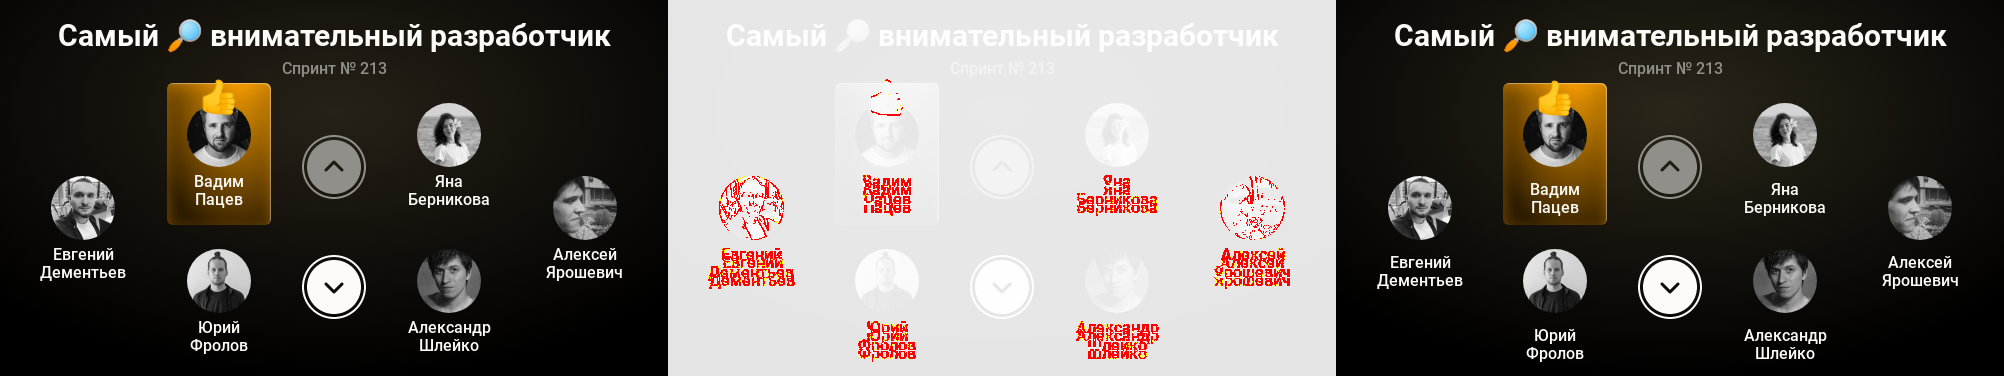 Самый 🔎 внимательный разработчик
Спринт № 213
Вадим
Пацев
Яна
Берникова
Евгений
Дементьев
Алексей
Ярошевич
Юрий
Фролов
Александр
Шлейко
Самый 🔎 внимательный разработчик
Спринт № 213
Вадим
Пацев
Яна
Берникова
Евгений
Дементьев
Алексей
Ярошевич
Юрий
Фролов
Александр
Шлейко
Самый 🔎 внимательный разработчик
Спринт № 213
Вадим
Пацев
Яна
Берникова
Евгений
Дементьев
Алексей
Ярошевич
Юрий
Фролов
Александр
Шлейко